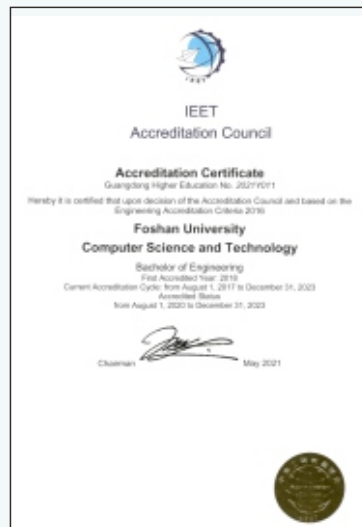 IEET
IEET
Accreditation Council
Accreditation Certificate
Guangdong Higher Education No. 2021Y011
Hereby it is certified that upon decision of the Accreditation Council and based on the
Engineering Accreditation Criteria 2016
Foshan University
Computer Science and Technology
Bachelor of Engineering
First Accredited Year: 2018
Current Accreditation Cycle: from August 1, 2017 to December 31, 2023
Accredited Status
from August 1, 2020 to December 31, 2023
Chairman
May 2021